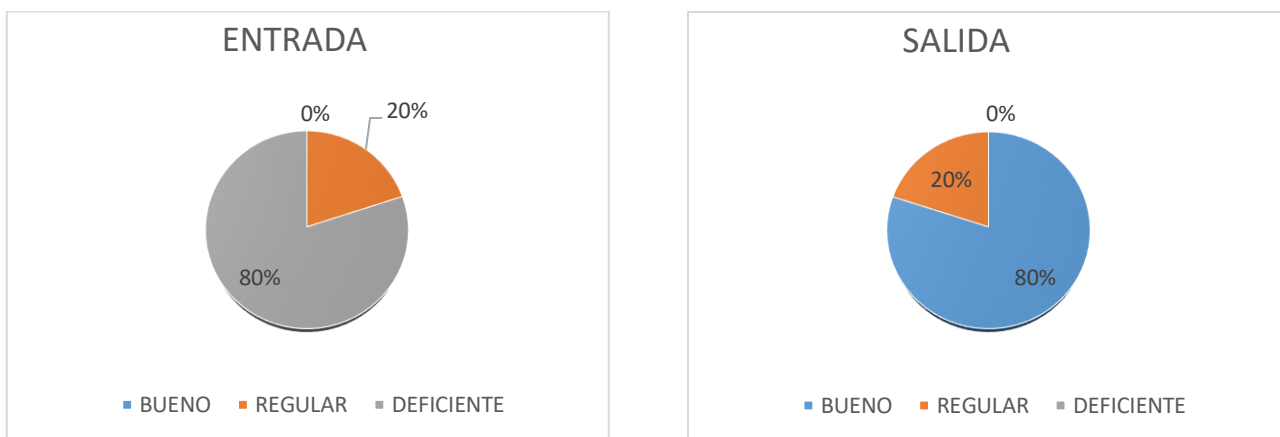 ENTRADA
0%
20%
80%
BUENO REGULAR DEFICIENTE
SALIDA
0%
20%
80%
BUENO REGULAR DEFICIENTE